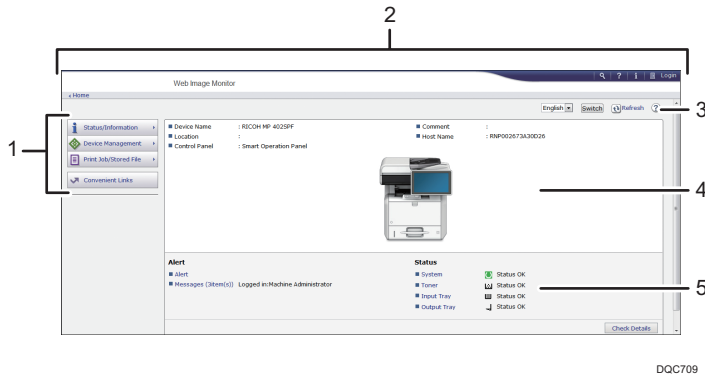 2
Web Image Monitor
? i Login
Home
English Switch Refresh ? 3
1
Status/Information
Device Management
Print Job/Stored File
Convenient Links
Device Name : RICOH MP 402SPF
Location :
Control Panel : Smart Operation Panel
Comment :
Host Name : RNP002673A30D26
4
Alert
Alert
Messages (3item(s)) Logged in:Machine Administrator
Status
System Status OK
Toner Status OK
Input Tray Status OK
Output Tray Status OK
5
Check Details
DQC709